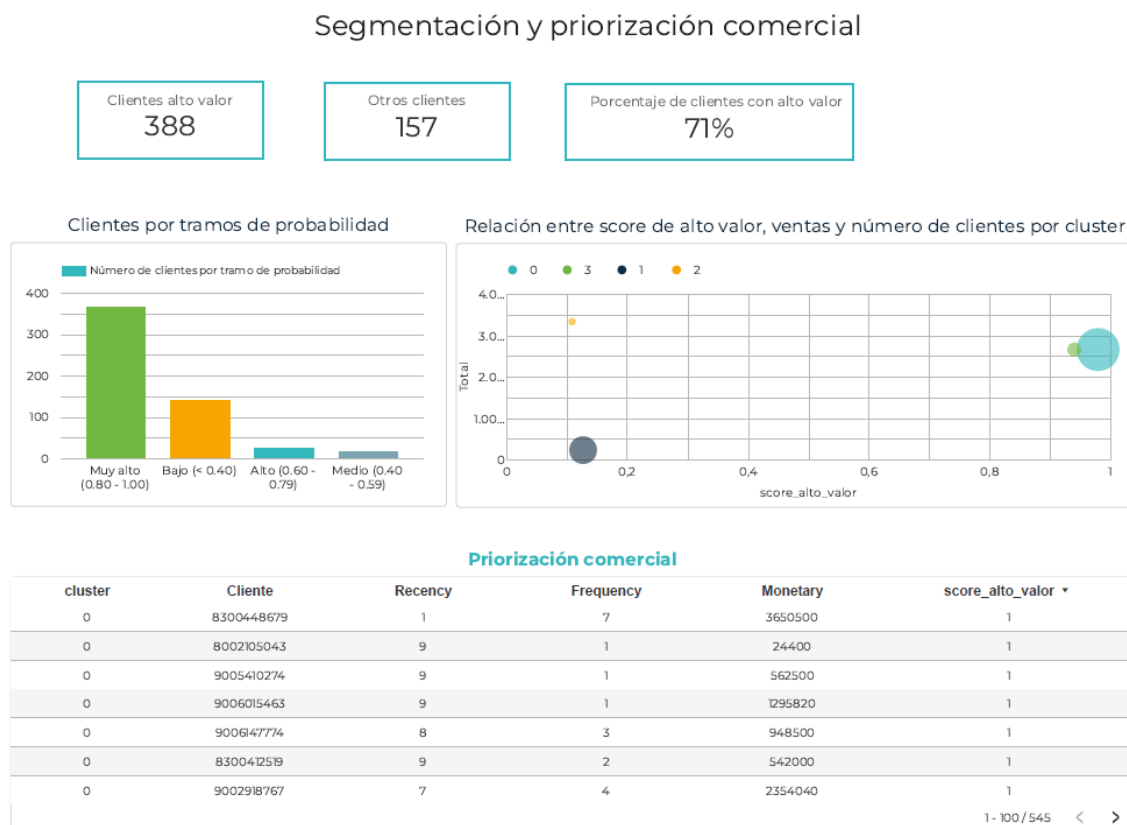 Segmentación y priorización comercial
Clientes alto valor
388
Otros clientes
157
Porcentaje de clientes con alto valor
71%
Clientes por tramos de probabilidad
Número de clientes por tramo de probabilidad
400
300
200
100
0
Muy alto (0.80 - 1.00)
Bajo (< 0.40)
Alto (0.60 - 0.79)
Medio (0.40 - 0.59)
Relación entre score de alto valor, ventas y número de clientes por cluster
0 3 1 2
Total
4.0...
3.0...
2.0...
1.00...
0
0 0,2 0,4 0,6 0,8 1
score_alto_valor
Priorización comercial
cluster Cliente Recency Frequency Monetary score_alto_valor
0 8300448679 1 7 3650500 1
0 8002105043 9 1 24400 1
0 9005410274 9 1 562500 1
0 9006015463 9 1 1295820 1
0 9006147774 8 3 948500 1
0 8300412519 9 2 542000 1
0 9002918767 7 4 2354040 1
1 - 100 / 545